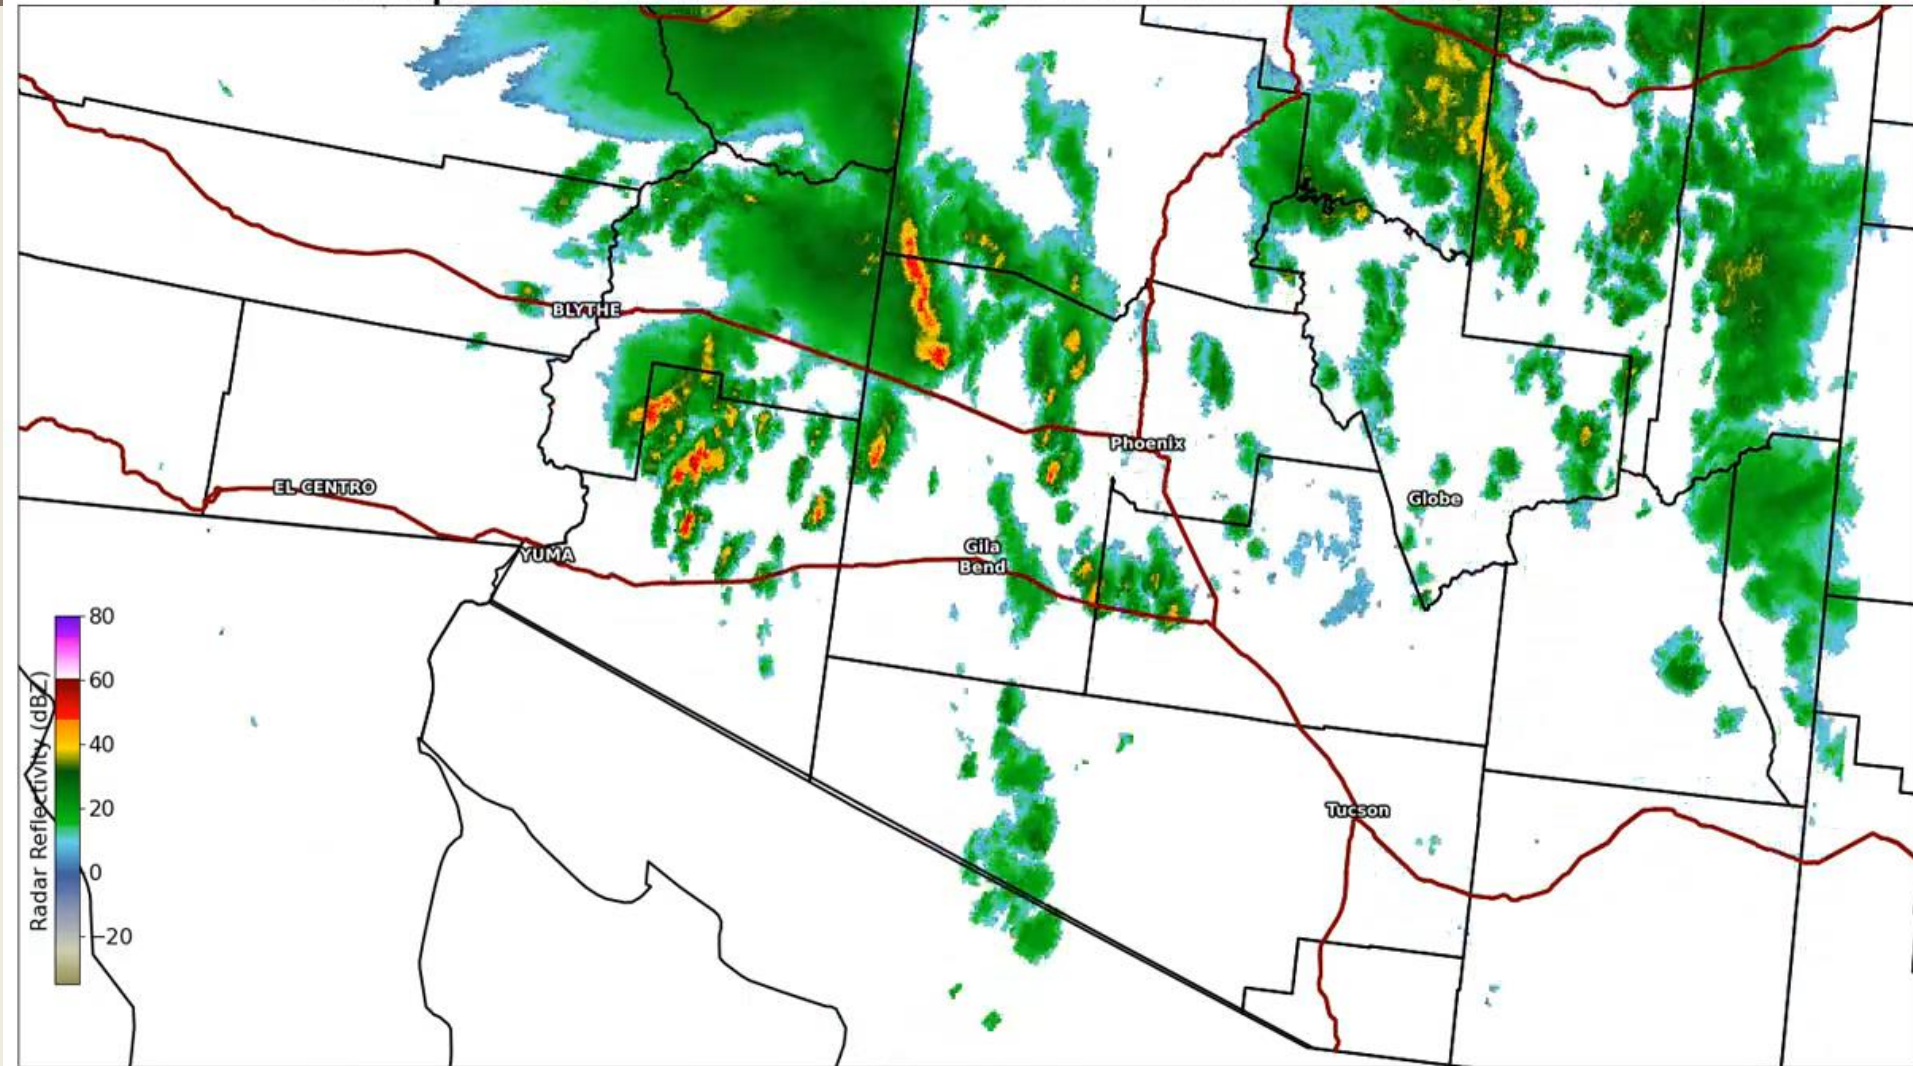 BLYTHE
Phoenix
EL CENTRO
Globe
YUMA
Gila
Bend
Tucson
Radar Reflectivity (dBZ)
80
60
40
20
0
−20